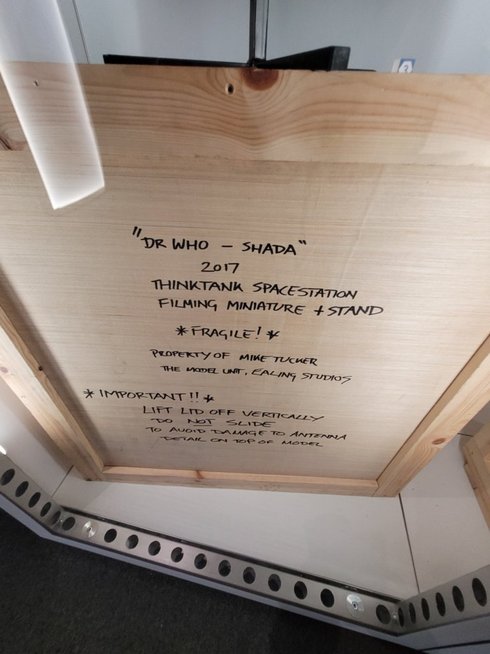 "DR WHO – SHADA"
2017
THINKTANK SPACESTATION
FILMING MINIATURE + STAND
*FRAGILE!*
PROPERTY OF MIKE TUCKER
THE MODEL UNIT, EALING STUDIOS
*IMPORTANT!!*
LIFT LID OFF VERTICALLY
DO NOT SLIDE
TO AVOID DAMAGE TO ANTENNA
DETAIL ON TOP OF MODEL